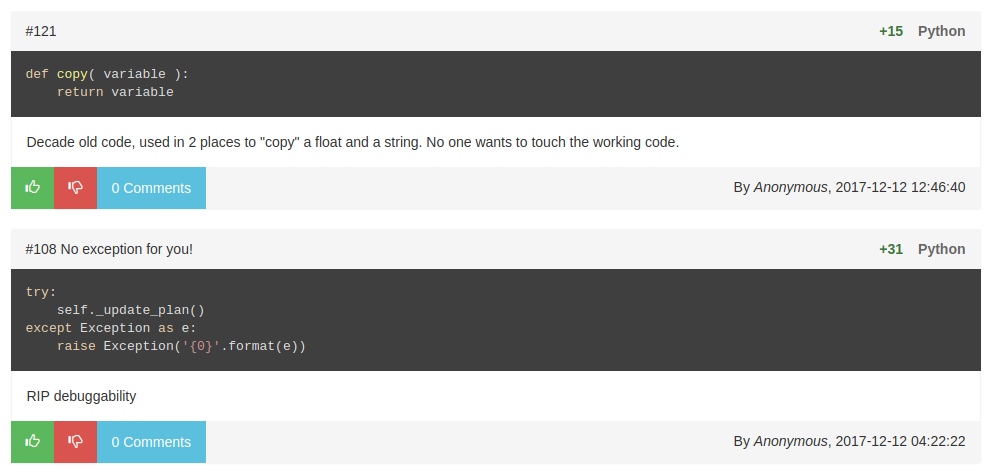 #121 +15 Python
def copy( variable ):
    return variable
Decade old code, used in 2 places to "copy" a float and a string. No one wants to touch the working code.
0 Comments By Anonymous, 2017-12-12 12:46:40
#108 No exception for you! +31 Python
try:
    self._update_plan()
except Exception as e:
    raise Exception('{0}'.format(e))
RIP debuggability
0 Comments By Anonymous, 2017-12-12 04:22:22